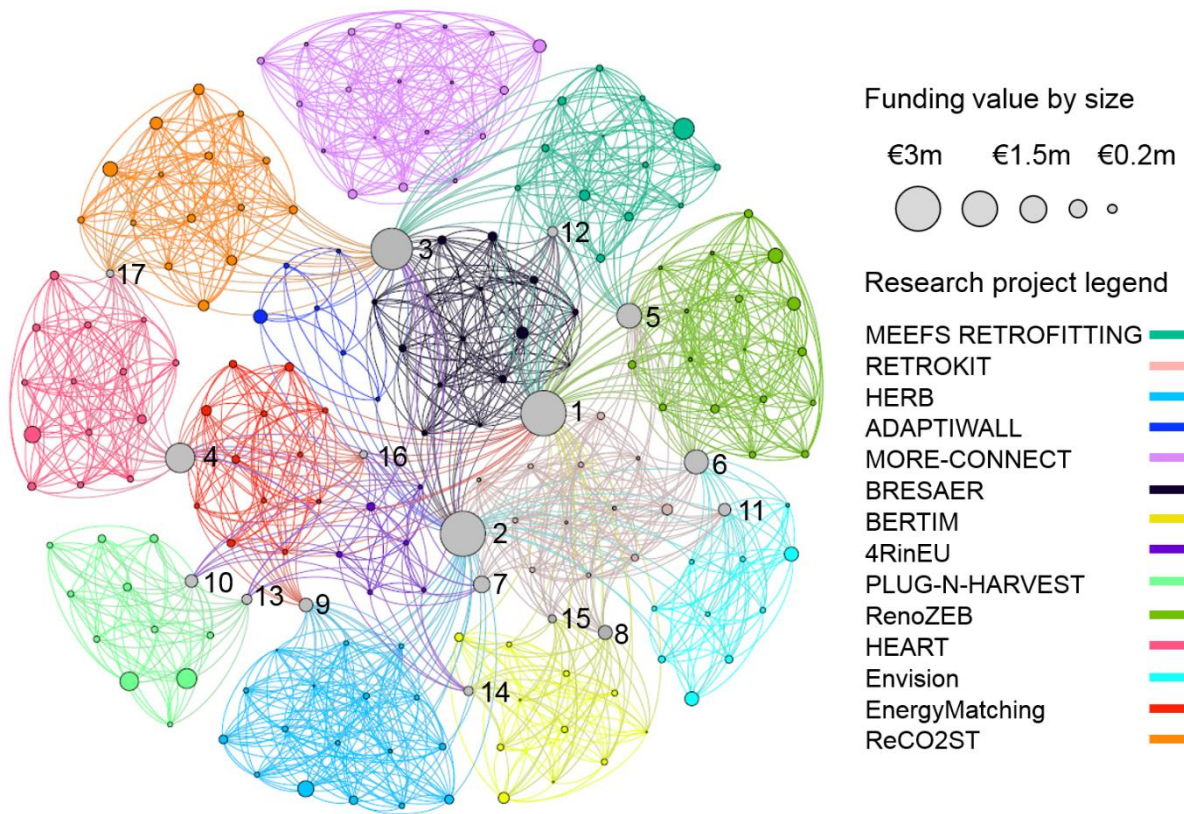 Funding value by size
€3m €1.5m €0.2m
3
12
17
5
Research project legend
1
MEEFS RETROFITTING
RETROKIT
HERB
ADAPTIWALL
4
16
6
MORE-CONNECT
BRESAER
11
BERTIM
2
4RinEU
10
7
PLUG-N-HARVEST
13
9
RenoZEB
15
8
HEART
Envision
14
EnergyMatching
ReCO2ST